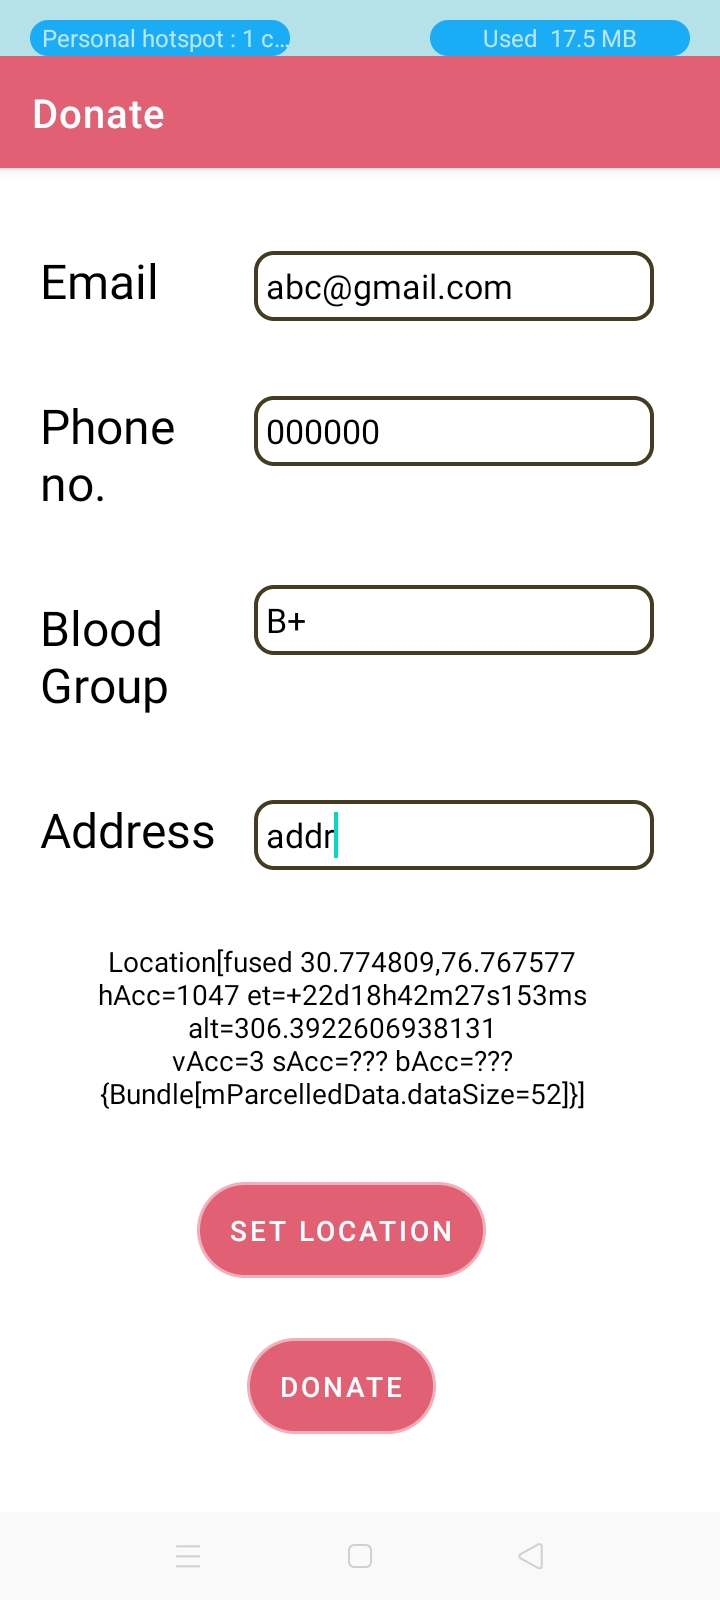 Personal hotspot : 1 c... Used 17.5 MB
Donate
Email abc@gmail.com
Phone 000000
no.
Blood B+
Group
Address addr
Location[fused 30.774809,76.767577
hAcc=1047 et=+22d18h42m27s153ms
alt=306.3922606938131
vAcc=3 sAcc=??? bAcc=???
{Bundle[mParcelledData.dataSize=52]}]
SET LOCATION
DONATE